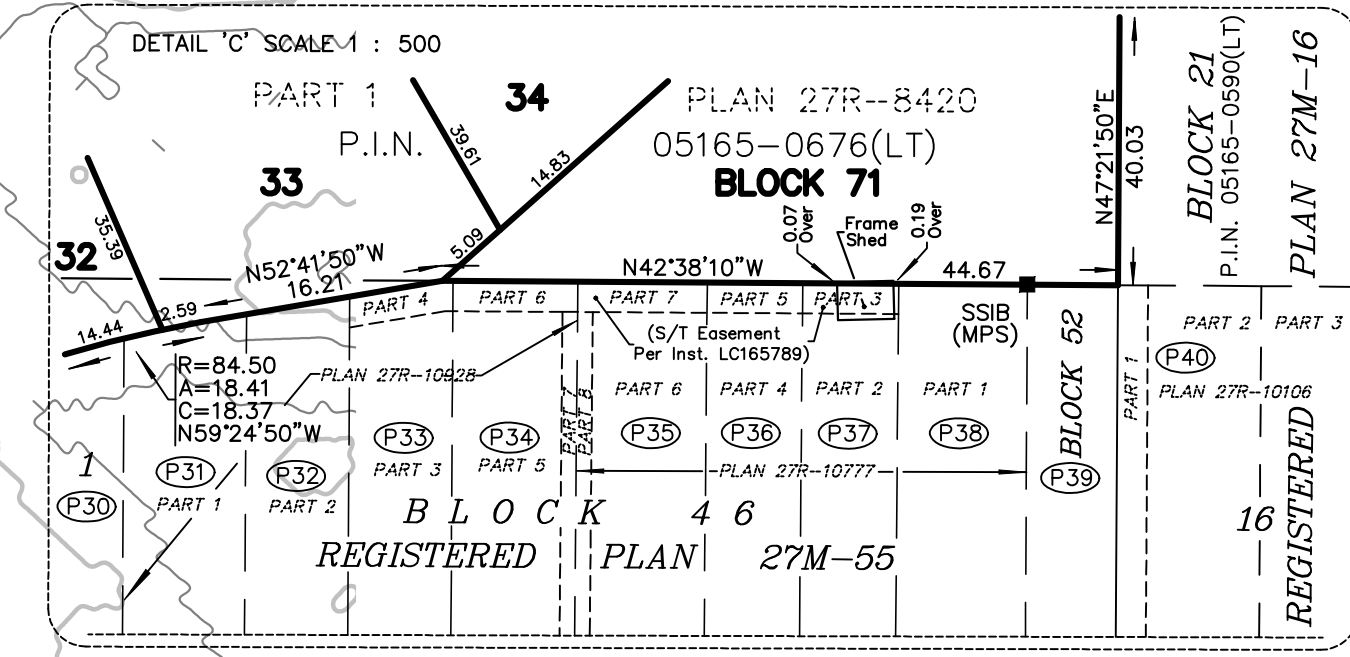 DETAIL 'C' SCALE 1 : 500
PART 1
34
PLAN 27R--8420
P.I.N.
05165-0676(LT)
33
BLOCK 71
32
39.61
14.83
35.39
5.09
N52°41'50"W
16.21
2.59
14.44
0.07
Over
Frame
Shed
0.19
Over
N42°38'10"W
44.67
N47°21'50"E
40.03
BLOCK 21
P.I.N. 05165-0590(LT)
PLAN 27M-16
PART 4
PART 6
PART 7
PART 5
PART 3
SSIB
(MPS)
(S/T Easement
Per Inst. LC165789)
R=84.50
A=18.41
C=18.37
N59°24'50"W
PLAN 27R-10928
PART 7
PART 8
PART 6
PART 4
PART 2
PART 1
BLOCK 52
PART 1
PART 2
PART 3
P40
PLAN 27R-10106
P33
P34
P35
P36
P37
P38
PART 3
PART 5
PLAN 27R-10777
P39
1
P31
P32
P30
PART 1
PART 2
BLOCK 46
16
REGISTERED PLAN 27M-55
REGISTERED